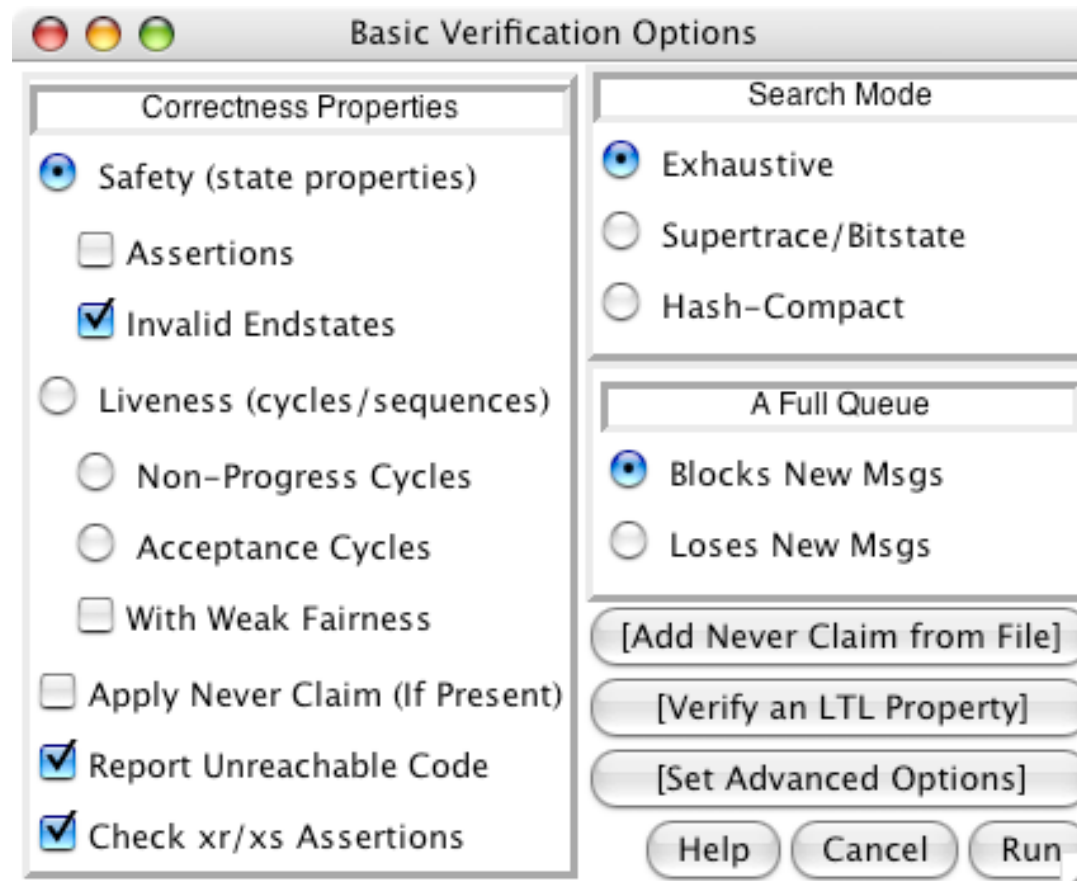 Basic Verification Options
Correctness Properties
Safety (state properties)
Assertions
Invalid Endstates
Liveness (cycles/sequences)
Non-Progress Cycles
Acceptance Cycles
With Weak Fairness
Apply Never Claim (If Present)
Report Unreachable Code
Check xr/xs Assertions
Search Mode
Exhaustive
Supertrace/Bitstate
Hash-Compact
A Full Queue
Blocks New Msgs
Loses New Msgs
[Add Never Claim from File]
[Verify an LTL Property]
[Set Advanced Options]
Help Cancel Run